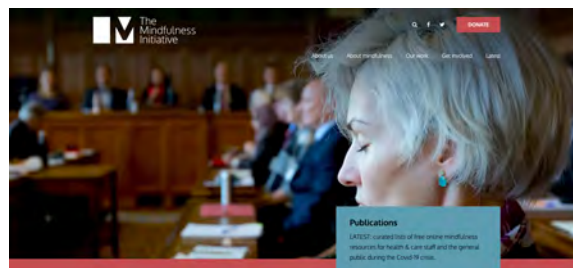 The
Mindfulness
Initiative
DONATE
About us About mindfulness Our work Get involved Latest
Publications
LATEST: curated lists of free online mindfulness
resources for health & care staff and the general
public during the Covid-19 crisis.